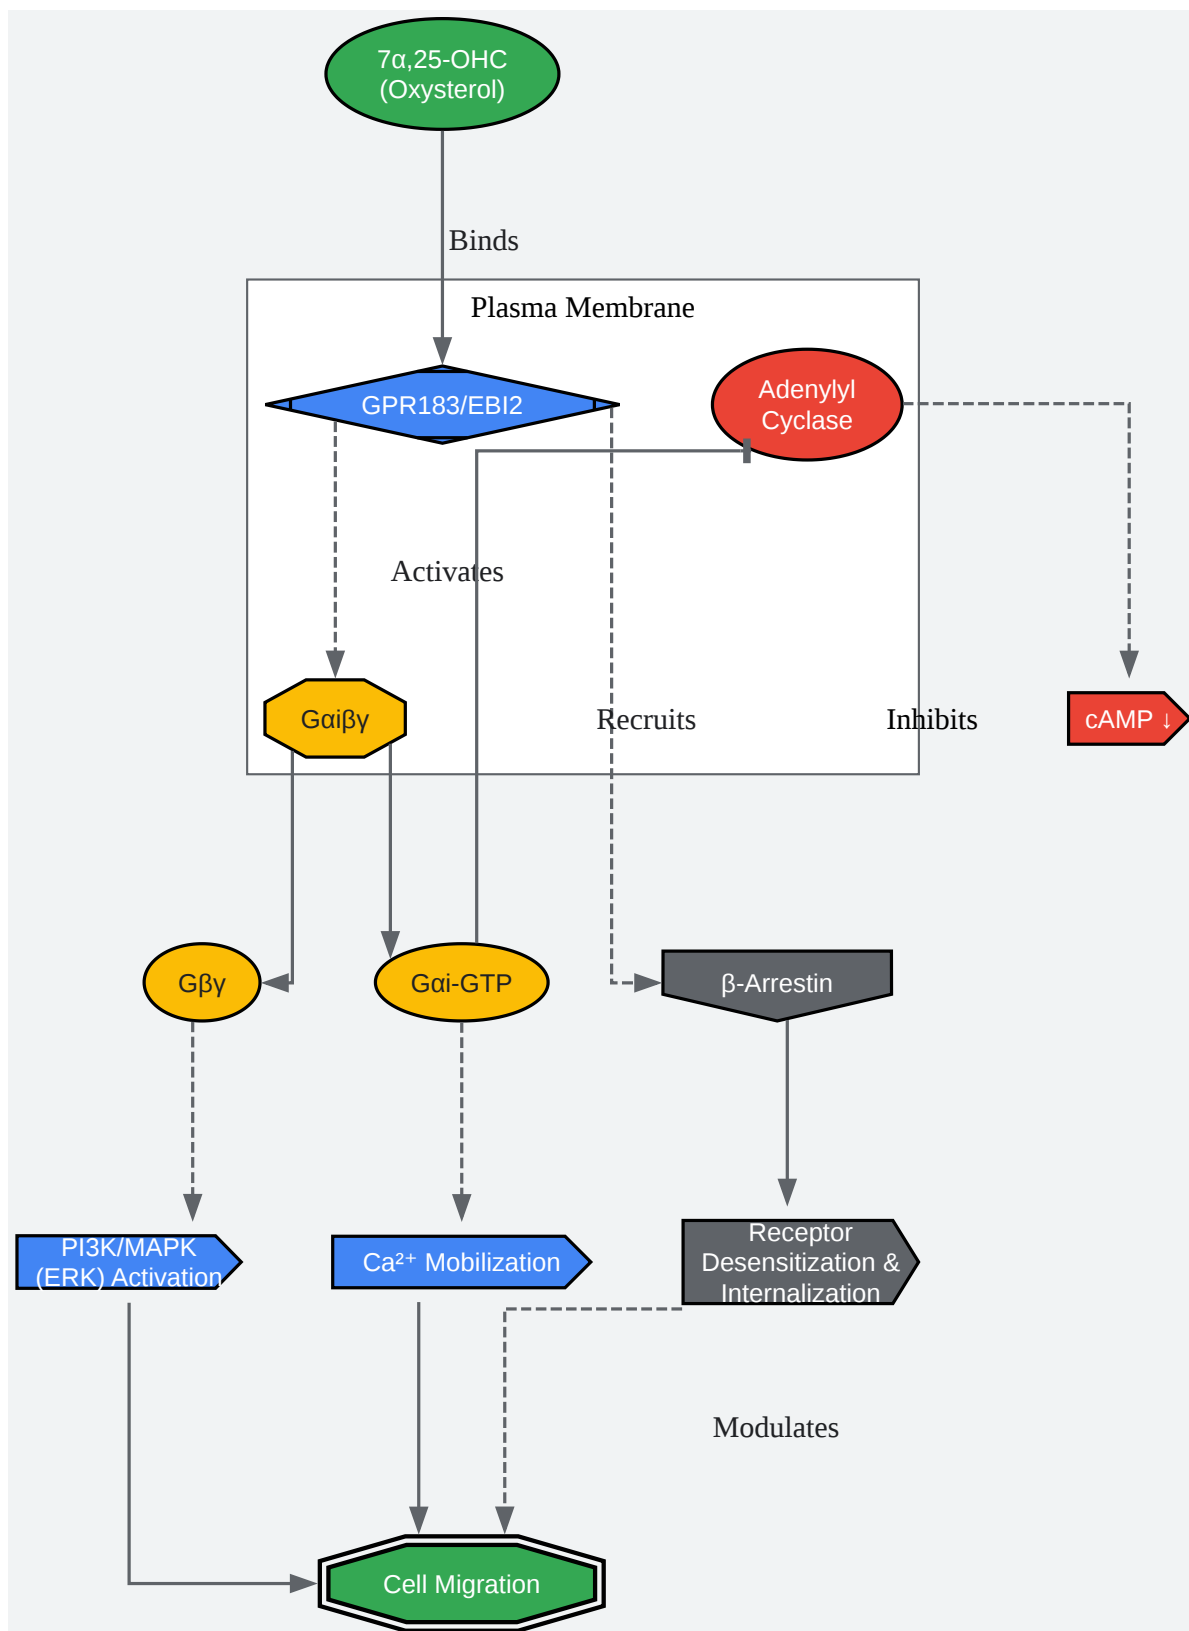 7α,25-OHC
(Oxysterol)
Binds
Plasma Membrane
GPR183/EBI2
Adenylyl
Cyclase
Activates
Gαiβγ
Recruits
Inhibits
cAMP ↓
Gβγ
Gαi-GTP
β-Arrestin
PI3K/MAPK
(ERK) Activation
Ca²⁺ Mobilization
Receptor
Desensitization &
Internalization
Modulates
Cell Migration